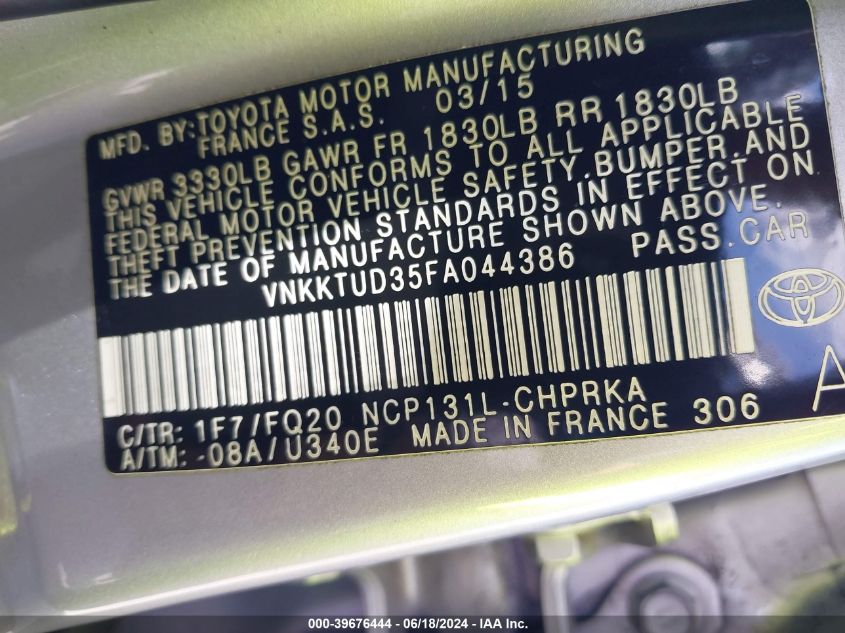 MFD. BY:TOYOTA MOTOR MANUFACTURING
FRANCE S.A.S. 03/15
GVWR 3330LB GAWR FR 1830LB RR 1830LB
THIS VEHICLE CONFORMS TO ALL APPLICABLE
FEDERAL MOTOR VEHICLE SAFETY,BUMPER,AND
THEFT PREVENTION STANDARDS IN EFFECT ON
THE DATE OF MANUFACTURE SHOWN ABOVE.
VNKKTUD35FA044386 PASS.CAR
C/TR: 1F7/FQ20 NCP131L-CHPRKA
A/TM: -08A/U340E MADE IN FRANCE 306
A
000-39676444 - 06/18/2024 - IAA, Inc.